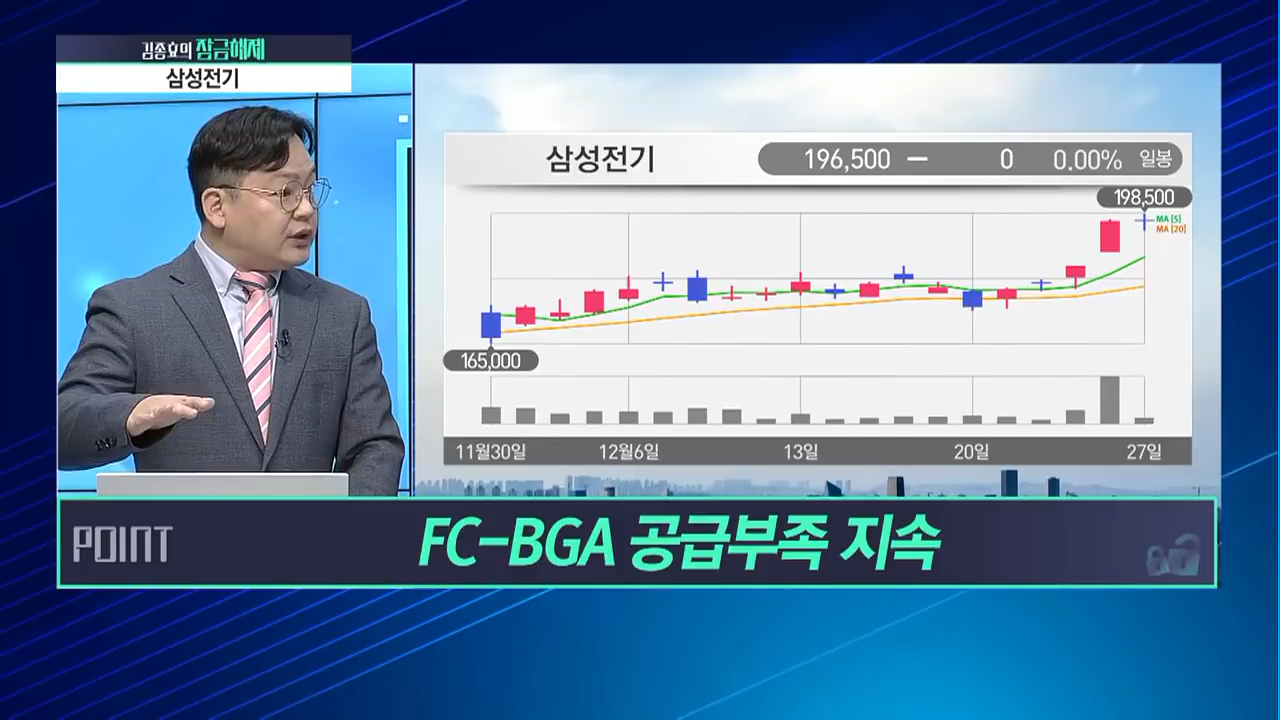 김종효의 잠금해제
삼성전기
삼성전기
196,500 – 0 0.00% 일봉
198,500
MA [5]
MA [20]
165,000
11월30일 12월6일 13일 20일 27일
POINT
FC-BGA 공급부족 지속